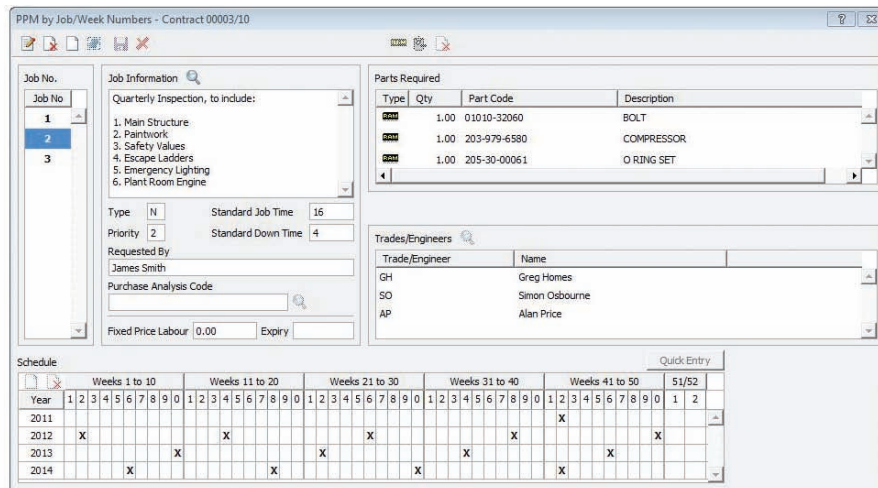 PPM by Job/Week Numbers - Contract 00003/10
Job No.
Job No
1
2
3
Job Information
Quarterly Inspection, to include:
1. Main Structure
2. Paintwork
3. Safety Values
4. Escape Ladders
5. Emergency Lighting
6. Plant Room Engine
Type N Standard Job Time 16
Priority 2 Standard Down Time 4
Requested By
James Smith
Purchase Analysis Code
Fixed Price Labour 0.00 Expiry
Parts Required
Type Qty Part Code Description
RAM 1.00 01010-32060 BOLT
RAM 1.00 203-979-6580 COMPRESSOR
RAM 1.00 205-30-00061 O RING SET
Trades/Engineers
Trade/Engineer Name
GH Greg Homes
SO Simon Osbourne
AP Alan Price
Quick Entry
Schedule
Weeks 1 to 10 Weeks 11 to 20 Weeks 21 to 30 Weeks 31 to 40 Weeks 41 to 50 51/52
Year 1 2 3 4 5 6 7 8 9 0 1 2 3 4 5 6 7 8 9 0 1 2 3 4 5 6 7 8 9 0 1 2 3 4 5 6 7 8 9 0 1 2 3 4 5 6 7 8 9 0 1 2
2011 X
2012 X X X X X
2013 X X X X
2014 X X X X